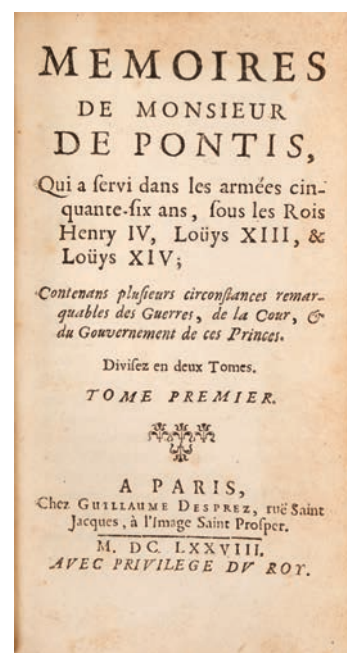 MEMOIRES
DE MONSIEUR
DE PONTIS,
Qui a ſervi dans les armées cin-
quante-ſix ans, ſous les Rois
Henry IV, Loüys XIII, &
Loüys XIV;
Contenans pluſieurs circonſtances remar-
quables des Guerres, de la Cour, &
du Gouvernement de ces Princes.
Diviſez en deux Tomes.
TOME PREMIER.
A PARIS,
Chez GUILLAUME DESPREZ, ruë Saint
Jacques, à l'Image Saint Proſper.
M. DC. LXXVIII.
AVEC PRIVILEGE DV ROY.